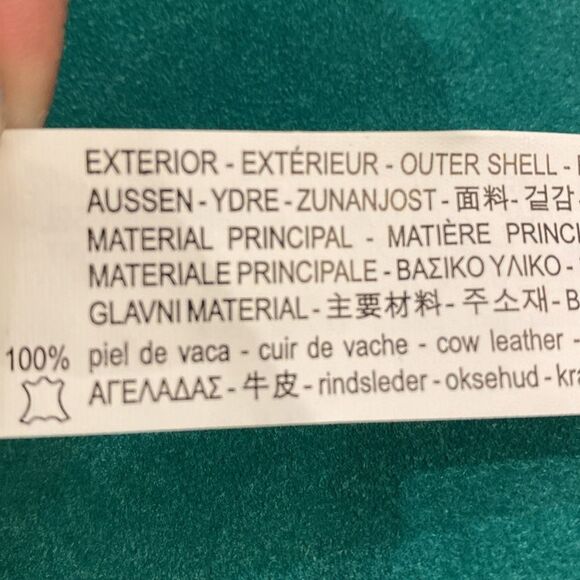 EXTERIOR - EXTÉRIEUR - OUTER SHELL -
AUSSEN - YDRE - ZUNANJOST - 面料 - 겉감
MATERIAL PRINCIPAL - MATIÈRE PRINCI
MATERIALE PRINCIPALE - ΒΑΣΙΚΟ ΥΛΙΚΟ -
GLAVNI MATERIAL - 主要材料 - 주소재 - B
100% piel de vaca - cuir de vache - cow leather -
ΑΓΕΛΑΔΑΣ - 牛皮 - rindsleder - oksehud - kra